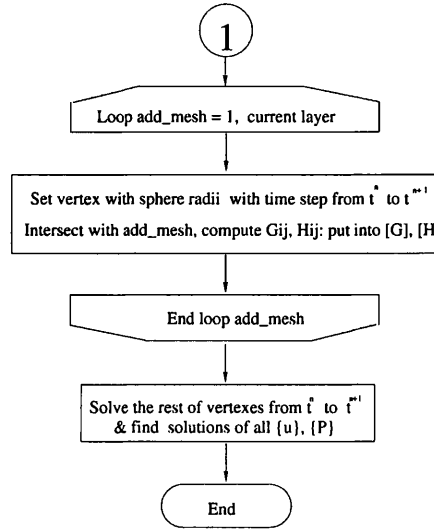 1
Loop add_mesh = 1, current layer
Set vertex with sphere radii with time step from t^n to t^n+1
Intersect with add_mesh, compute Gij, Hij: put into [G], [H
End loop add_mesh
Solve the rest of vertexes from t^n to t^n+1
& find solutions of all {u}, {P}
End